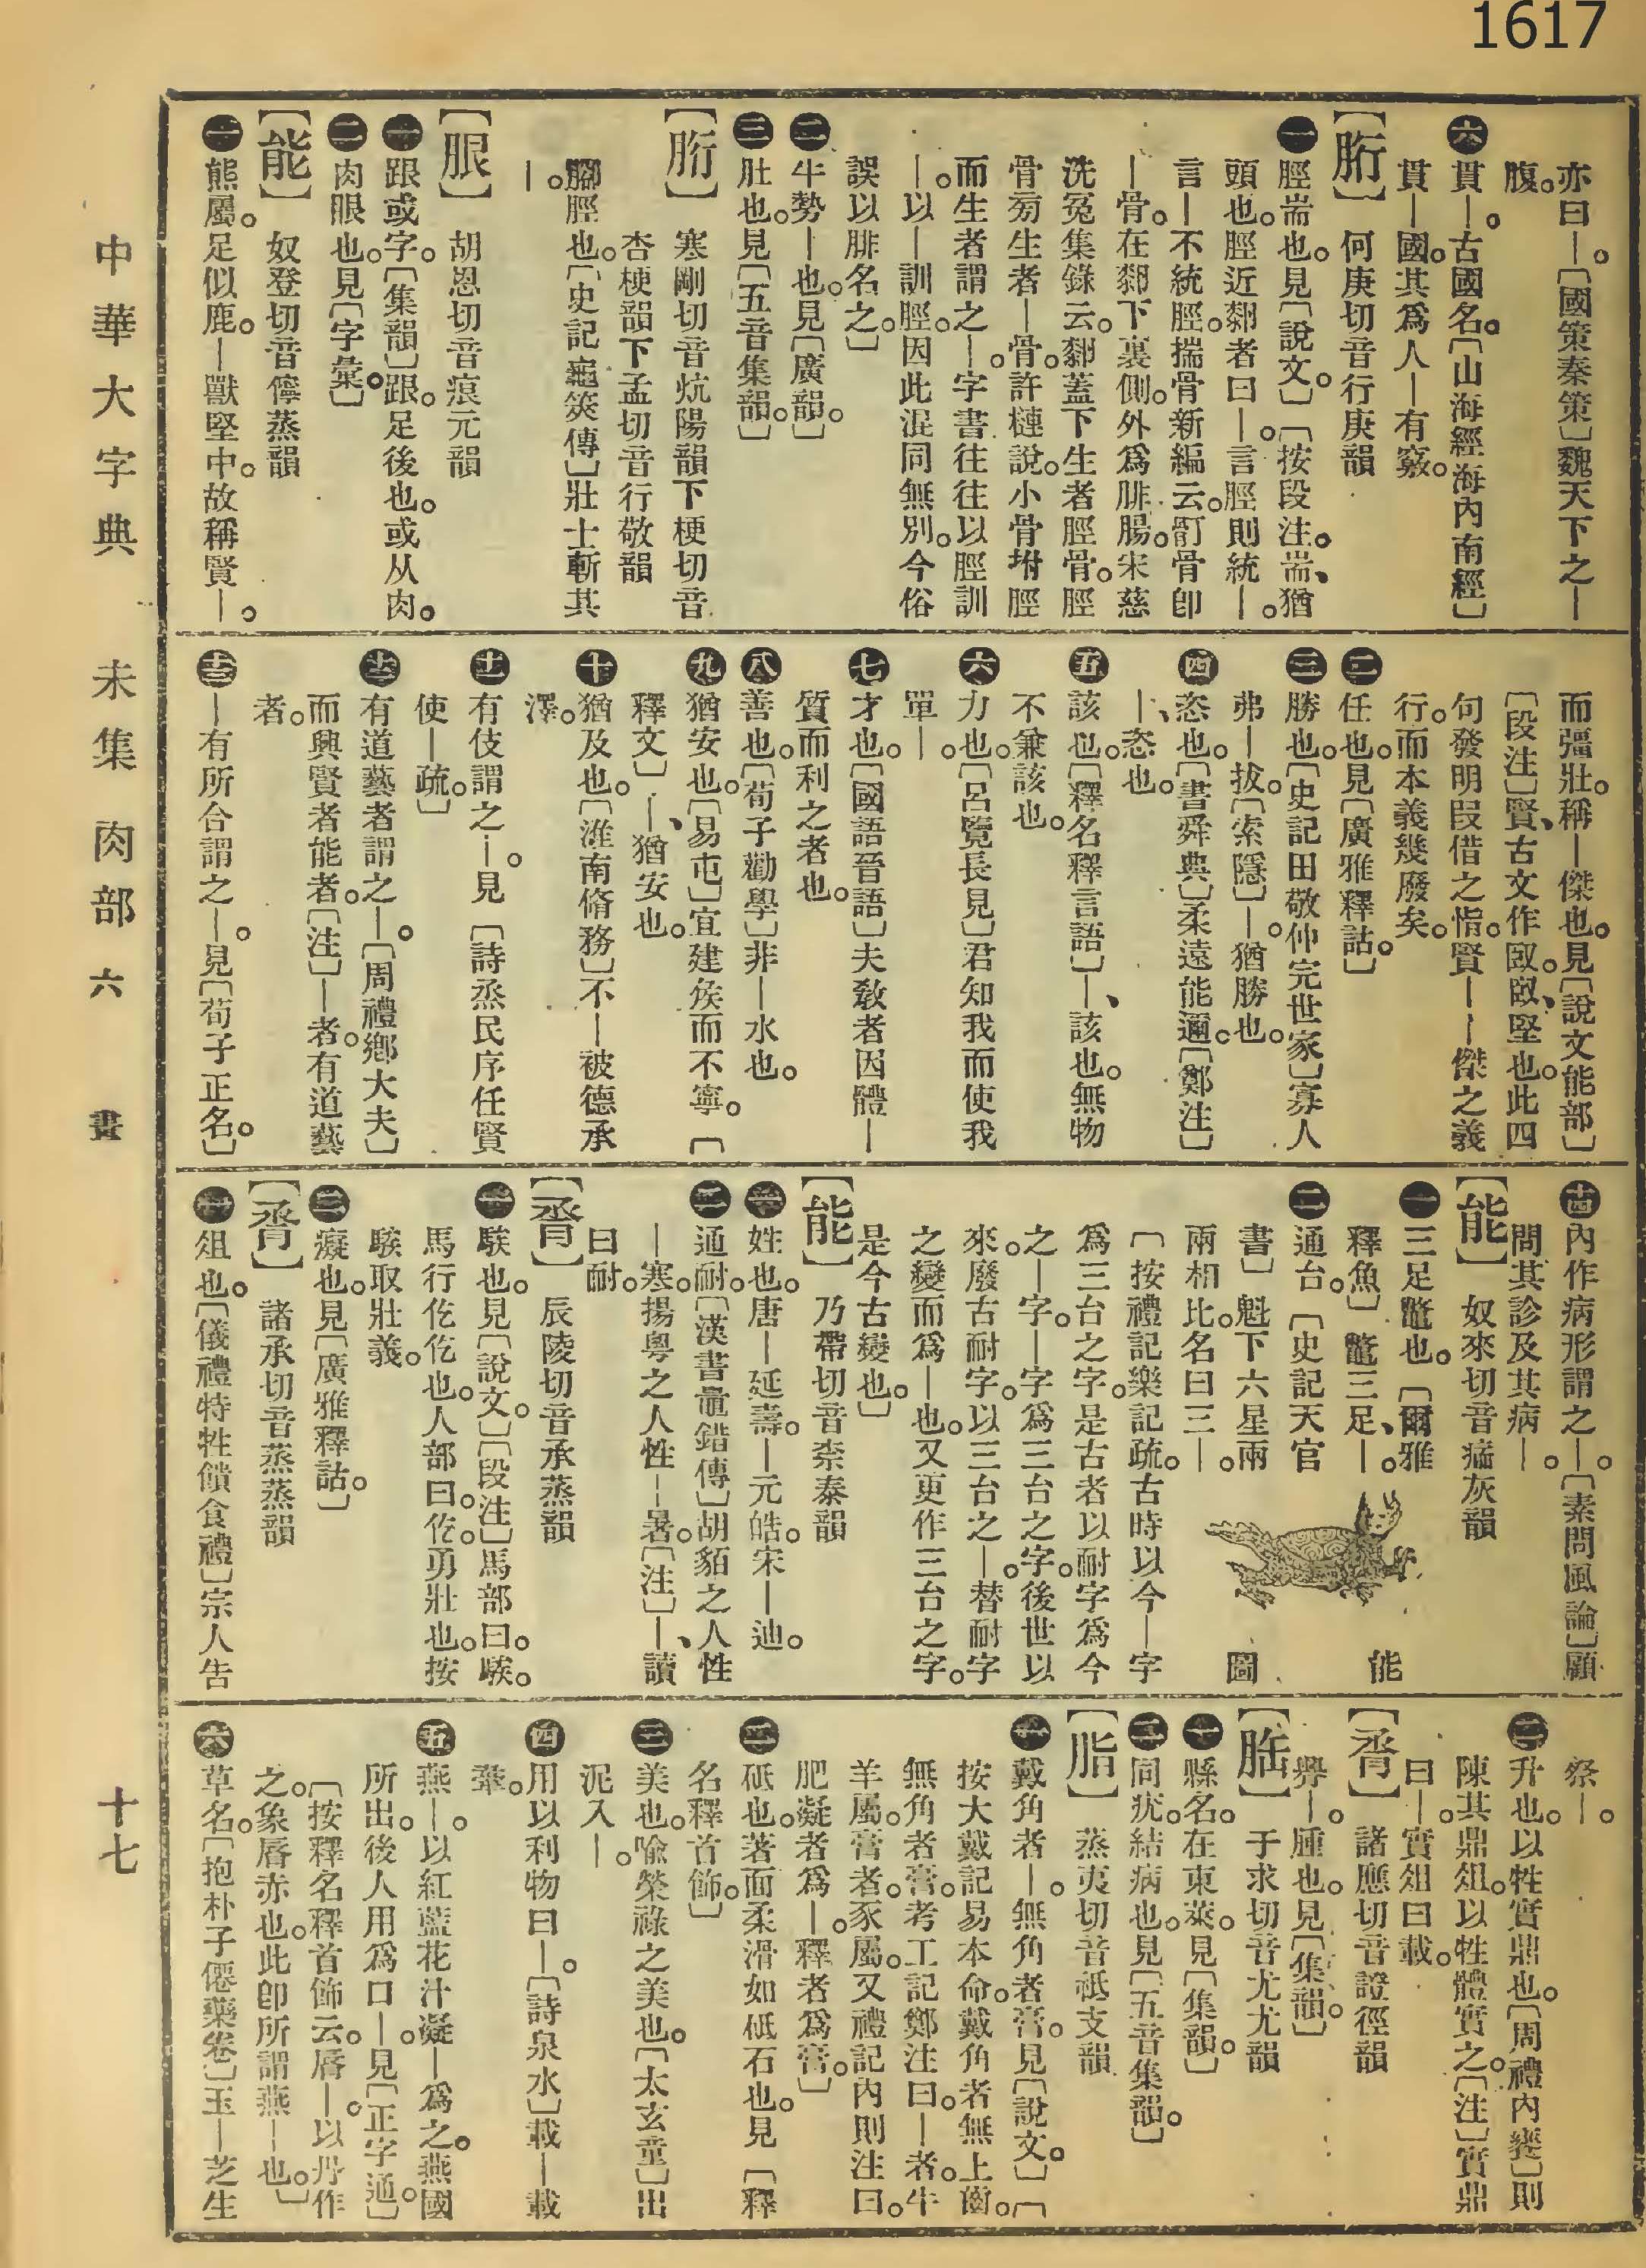 1617
亦曰｜。〔國策秦策〕魏天下之｜
腹。
六 貫｜。古國名。〔山海經海內南經〕
貫｜國。其爲人｜有竅。
【胻】 何庚切音行庚韻
一 脛耑也。見〔說文。〕〔按段注。耑、猶
頭也。脛近厀者曰｜。言脛則統｜。
言｜不統脛。揣骨新編云。䯒骨卽
｜骨。在厀下裏側。外爲腓腸。宋慈
洗冤集錄云。厀蓋下生者脛骨。脛
骨旁生者｜骨。許槤說。小骨坿脛
而生者謂之｜。字書往往以脛訓
｜。以｜訓脛。因此混同無別。今俗
誤以腓名之。〕
二 牛勢｜也。見〔廣韻。〕
三 肚也。見〔五音集韻。〕
【胻】 寒剛切音炕陽韻下梗切音
杏梗韻下孟切音行敬韻
腳脛也。〔史記龜筴傳〕壯士斬其
｜。
【䏰】 胡恩切音痕元韻
一 跟或字。〔集韻〕跟。足後也。或从肉。
二 肉䏰也。見〔字彙。〕
【能】 奴登切音儜蒸韻
一 熊屬。足似鹿。｜獸堅中。故稱賢｜。
而彊壯。稱｜傑也。見〔說文能部〕
〔段注〕賢、古文作臤。臤、堅也。此四
句發明叚借之恉。賢｜｜傑之義
行。而本義幾廢矣。
二 任也。見〔廣雅釋詁。〕
三 勝也。〔史記田敬仲完世家〕寡人
弗｜拔。〔索隱〕｜。猶勝也。
四 恣也。〔書舜典〕柔遠能邇。〔鄭注〕
｜、恣也。
五 該也。〔釋名釋言語〕｜、該也。無物
不兼該也。
六 力也。〔呂覽長見〕君知我而使我
單｜。
七 才也。〔國語晉語〕夫敎者因體｜
質而利之者也。
八 善也。〔荀子勸學〕非｜水也。
九 猶安也。〔易屯〕宜建矦而不寧。〔
釋文〕｜、猶安也。
十 猶及也。〔淮南脩務〕不｜被德承
澤。
十一 有伎謂之｜。見〔詩烝民序任賢
使｜疏。〕
十二 有道藝者謂之｜。〔周禮鄕大夫〕
而興賢者能者。〔注〕｜者。有道藝
者。
十三 ｜有所合謂之｜。見〔荀子正名。〕
十四 內作病形謂之｜。〔素問風論〕顧
問其診及其病｜。
【能】 奴來切音 灰韻
一 三足鼈也。〔爾雅
釋魚〕鼈三足、｜。
二 通台。〔史記天官
書〕魁下六星兩
兩相比。名曰三｜。
能
圖
〔按禮記樂記疏。古時以今｜字
爲三台之字。是古者以耐字爲今
之｜字。｜字爲三台之字。後世以
來。廢古耐字。以三台之｜。替耐字
之變而爲｜也。又更作三台之字。
是今古變也。〕
【能】 乃帶切音柰泰韻
一 姓也。唐｜延壽。｜元皓。宋｜迪。
二 通耐。〔漢書鼂錯傳〕胡貊之人性
｜寒。揚粤之人性｜暑。〔注〕｜、讀
曰耐。
【脀】 辰陵切音承蒸韻
一 騃也。見〔說文。〕〔段注〕馬部曰。騃。
馬行仡仡也。人部曰。仡。勇壯也。按
騃取壯義。
二 癡也。見〔廣雅釋詁。〕
【脀】 諸承切音蒸蒸韻
一 俎也。〔儀禮特牲饋食禮〕宗人告
祭｜。
二 升也。以牲實鼎也。〔周禮內饔〕則
陳其鼎俎。以牲體實之。〔注〕實鼎
曰｜。實俎曰載。
【脀】 諸應切音證徑韻
｜。腫也。見〔集韻。〕
于求切音尤尤韻
一 縣名。在東萊。見〔集韻。〕
二 同疣。結病也。見〔五音集韻。〕
【脂】 蒸夷切音祗支韻
一 戴角者｜。無角者膏。見〔說文。〕〔
按大戴記易本命。戴角者無上齒。
無角者膏。考工記鄭注曰。｜者。牛
羊屬。膏者。豕屬。又禮記內則注曰。
肥凝者爲｜。釋者爲膏。〕
二 砥也。著面柔滑如砥石也。見〔釋
名釋首飾。〕
三 美也。喩榮祿之美也。〔太玄童〕出
泥入｜。
四 用以利物曰｜。〔詩泉水〕載｜載
舝。
五 燕｜。以紅藍花汁凝｜爲之。燕國
所出。後人用爲口｜。見〔正字通。〕
〔按釋名釋首飾云。脣｜。以丹作
之。象脣赤也。此卽所謂燕｜也。〕
六 草名。〔抱朴子僊藥卷〕玉｜芝生
中華大字典 未集 肉部 六畫 十七